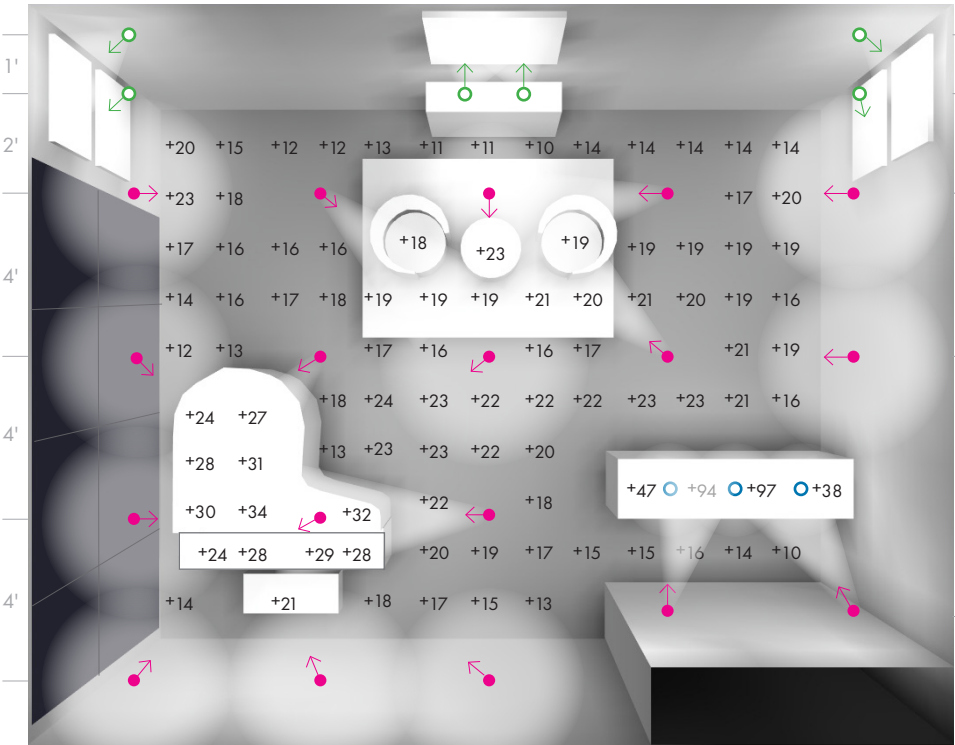 1'
2'
+20 +15 +12 +12 +13 +11 +11 +10 +14 +14 +14 +14 +14
+23 +18 +17 +20
+17 +16 +16 +16 +18 +23 +19 +19 +19 +19 +19
4'
+14 +16 +17 +18 +19 +19 +19 +21 +20 +21 +20 +19 +16
+12 +13 +17 +16 +16 +17 +21 +19
+18 +24 +23 +22 +22 +22 +23 +23 +21 +16
+24 +27
4'
+13 +23 +23 +22 +20
+28 +31
+47 +94 +97 +38
+30 +34 +32 +22 +18
+24 +28 +29 +28 +20 +19 +17 +15 +15 +16 +14 +10
4'
+14 +21 +18 +17 +15 +13